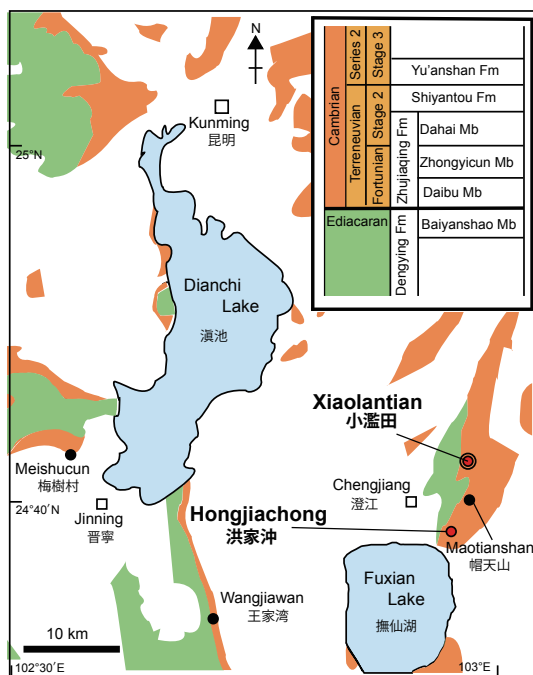 N
Kunming
昆明
25°N
Dianchi
Lake
滇池
Meishucun
梅樹村
24°40′N
Jinning
晋寧
Hongjiachong
洪家沖
Wangjiawan
王家湾
10 km
102°30′E
Xiaolantian
小濫田
Chengjiang
澄江
Maotianshan
帽天山
Fuxian
Lake
撫仙湖
103°E
Cambrian
Terreneuvian
Series 2
Fortunian
Stage 2
Stage 3
Zhujiaqing Fm
Yu'anshan Fm
Shiyantou Fm
Dahai Mb
Zhongyicun Mb
Daibu Mb
Ediacaran
Dengying Fm
Baiyanshao Mb